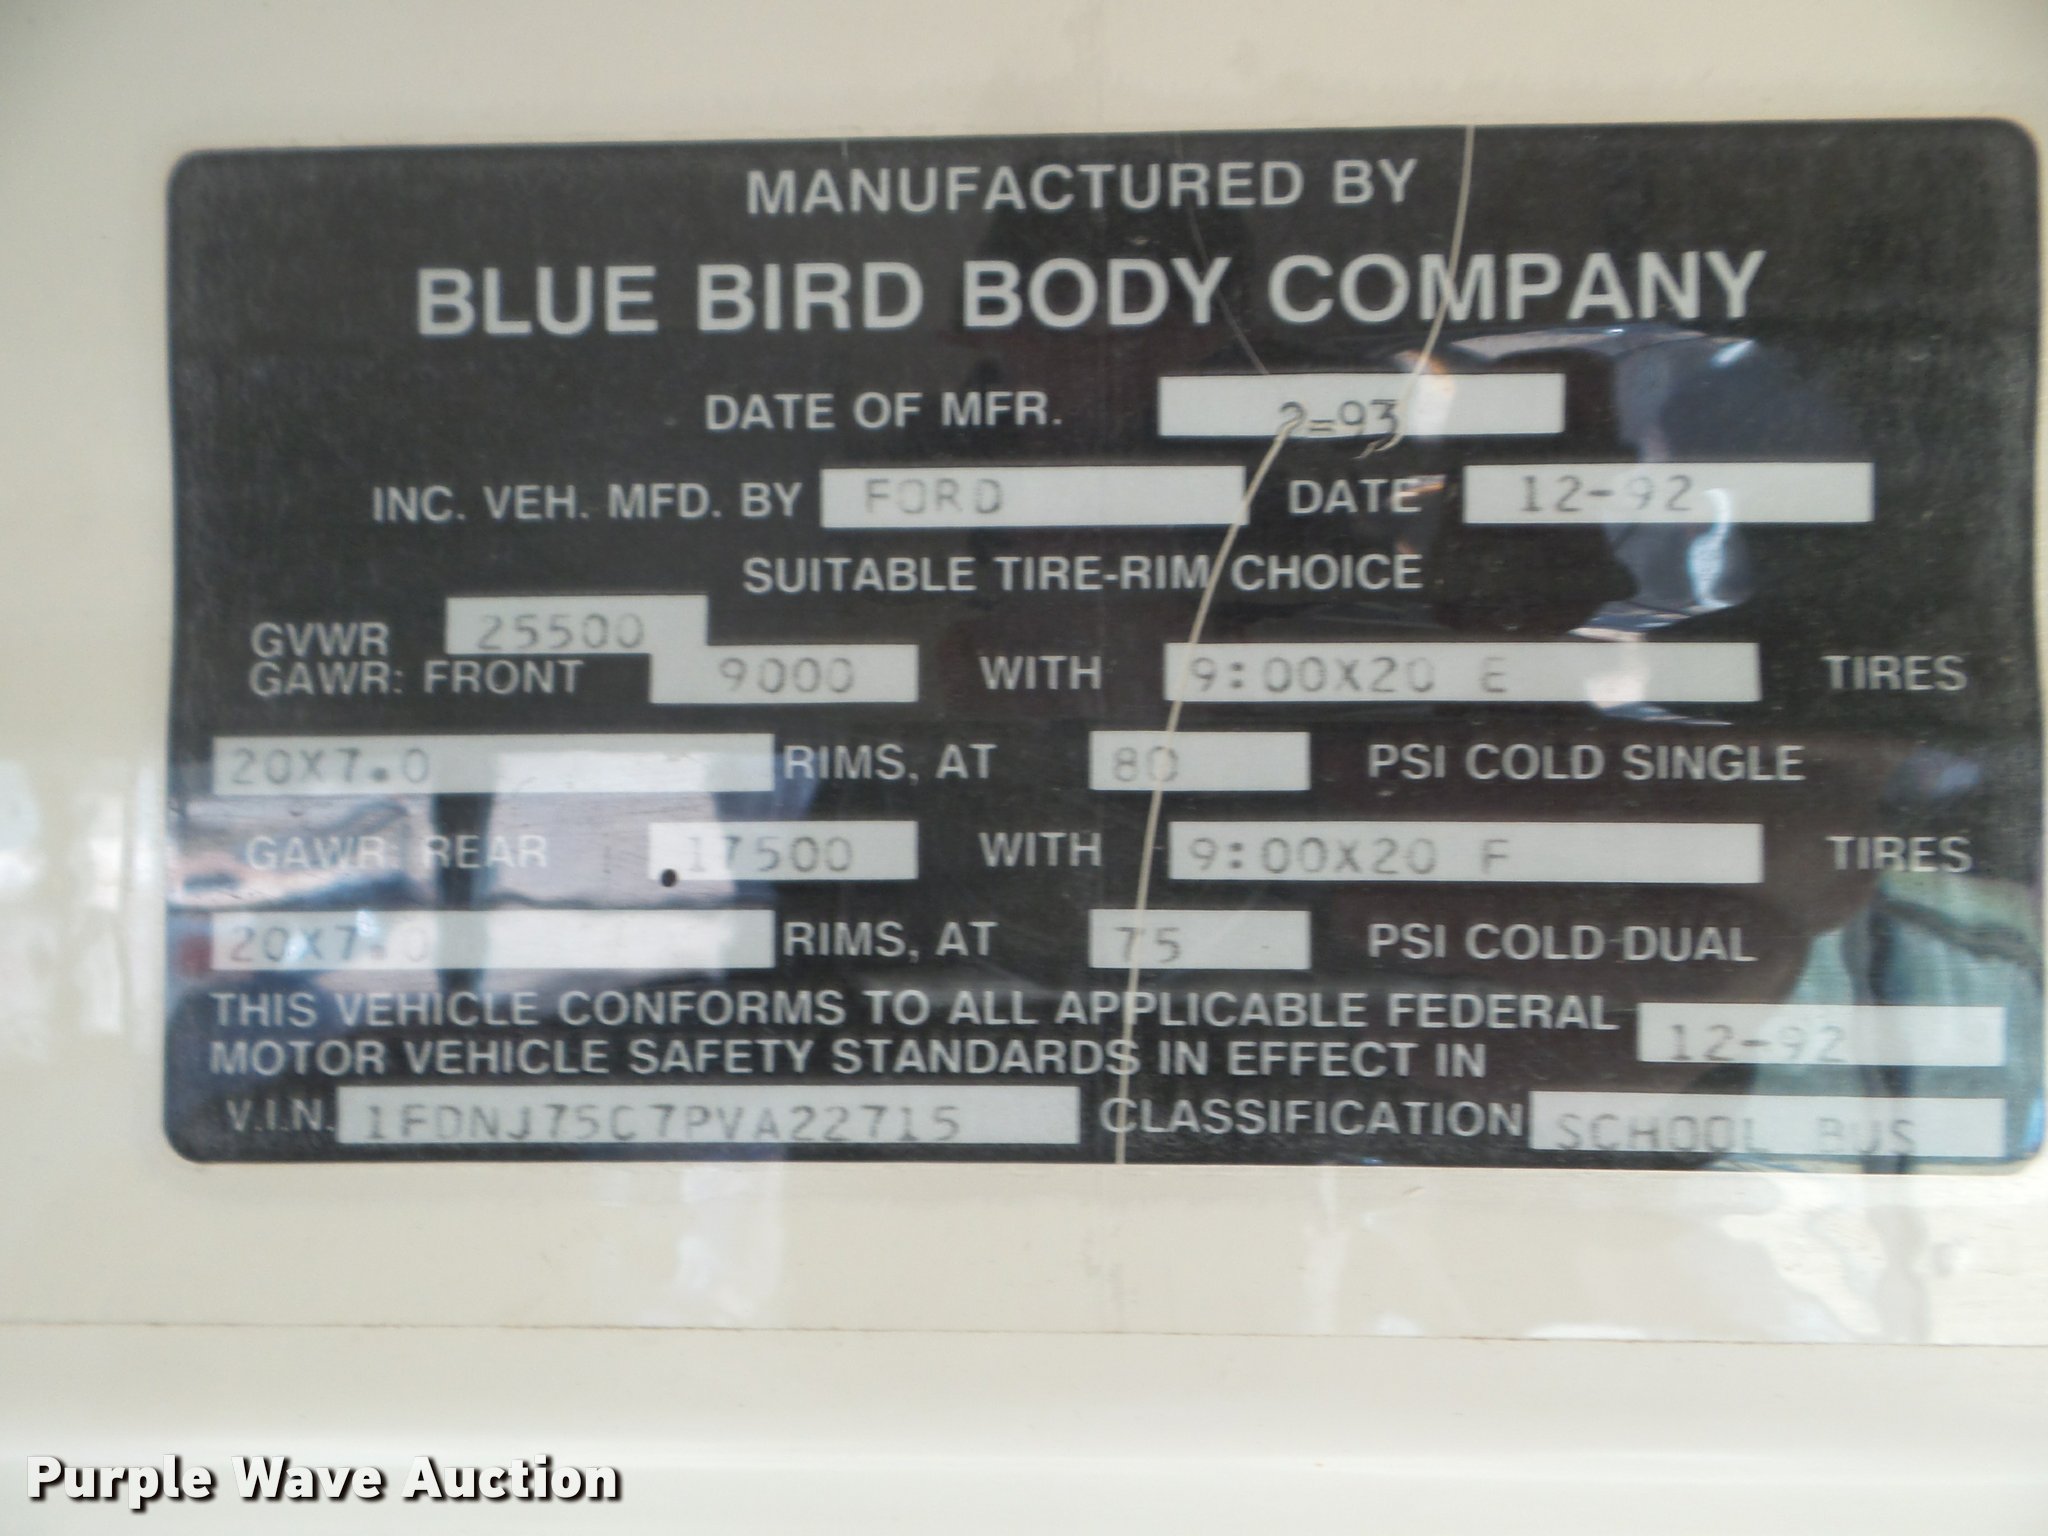 MANUFACTURED BY
BLUE BIRD BODY COMPANY
DATE OF MFR. 2-93
INC. VEH. MFD. BY FORD DATE 12-92
SUITABLE TIRE-RIM CHOICE
GVWR 25500
GAWR: FRONT 9000 WITH 9:00X20 E TIRES
20X7.0 RIMS, AT 80 PSI COLD SINGLE
GAWR: REAR 17500 WITH 9:00X20 F TIRES
20X7.0 RIMS, AT 75 PSI COLD DUAL
THIS VEHICLE CONFORMS TO ALL APPLICABLE FEDERAL
MOTOR VEHICLE SAFETY STANDARDS IN EFFECT IN 12-92
V.I.N. 1FDNJ75C7PVA22715 CLASSIFICATION SCHOOL BUS
Purple Wave Auction